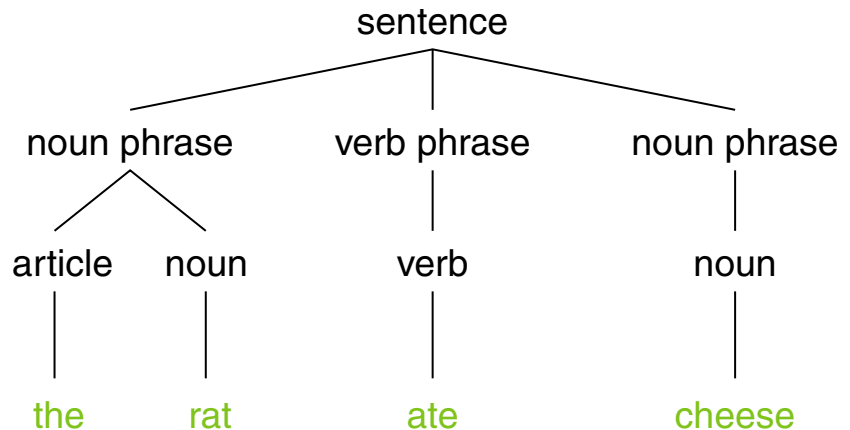 sentence
noun phrase verb phrase noun phrase
article noun verb noun
the rat ate cheese